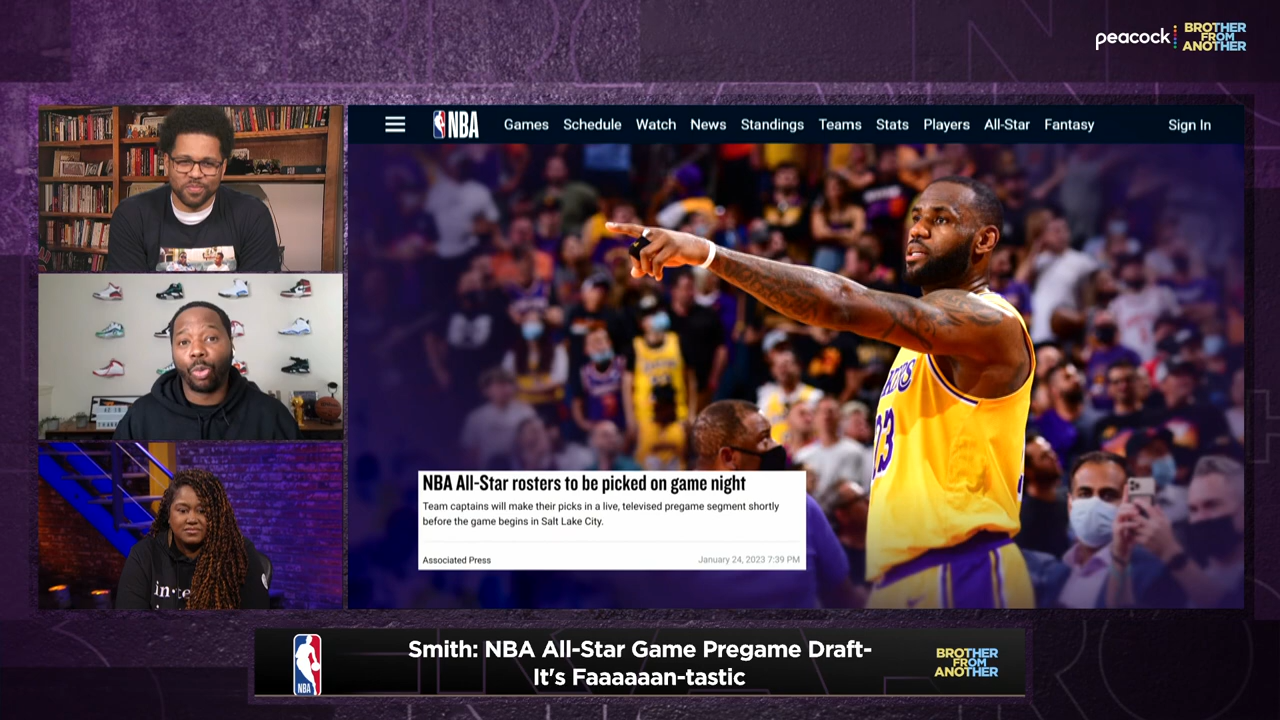 peacock
BROTHER
FROM
ANOTHER
NBA
Games Schedule Watch News Standings Teams Stats Players All-Star Fantasy
Sign In
23
NBA All-Star rosters to be picked on game night
Team captains will make their picks in a live, televised pregame segment shortly
before the game begins in Salt Lake City.
Associated Press
January 24, 2023 7:39 PM
NBA
Smith: NBA All-Star Game Pregame Draft-
It's Faaaaaan-tastic
BROTHER
FROM
ANOTHER